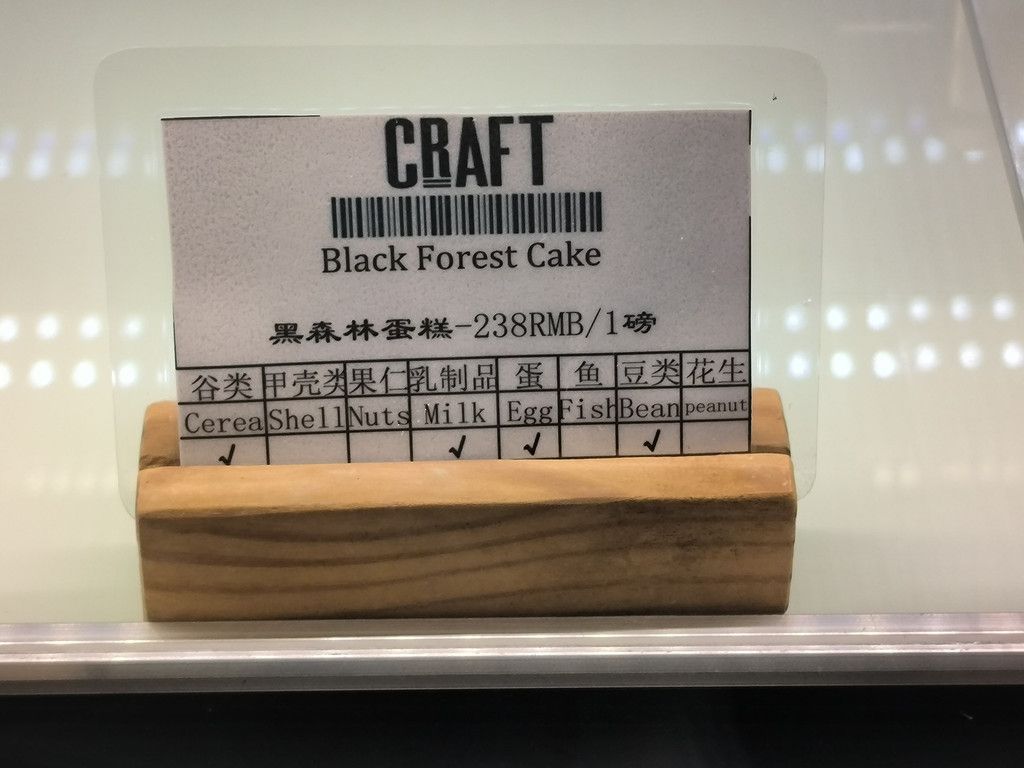 CRAFT
Black Forest Cake
黑森林蛋糕-238RMB/1磅
谷类 甲壳类 果仁 乳制品 蛋 鱼 豆类 花生
Cerea Shell Nuts Milk Egg Fish Bean peanut
✓ ✓ ✓ ✓